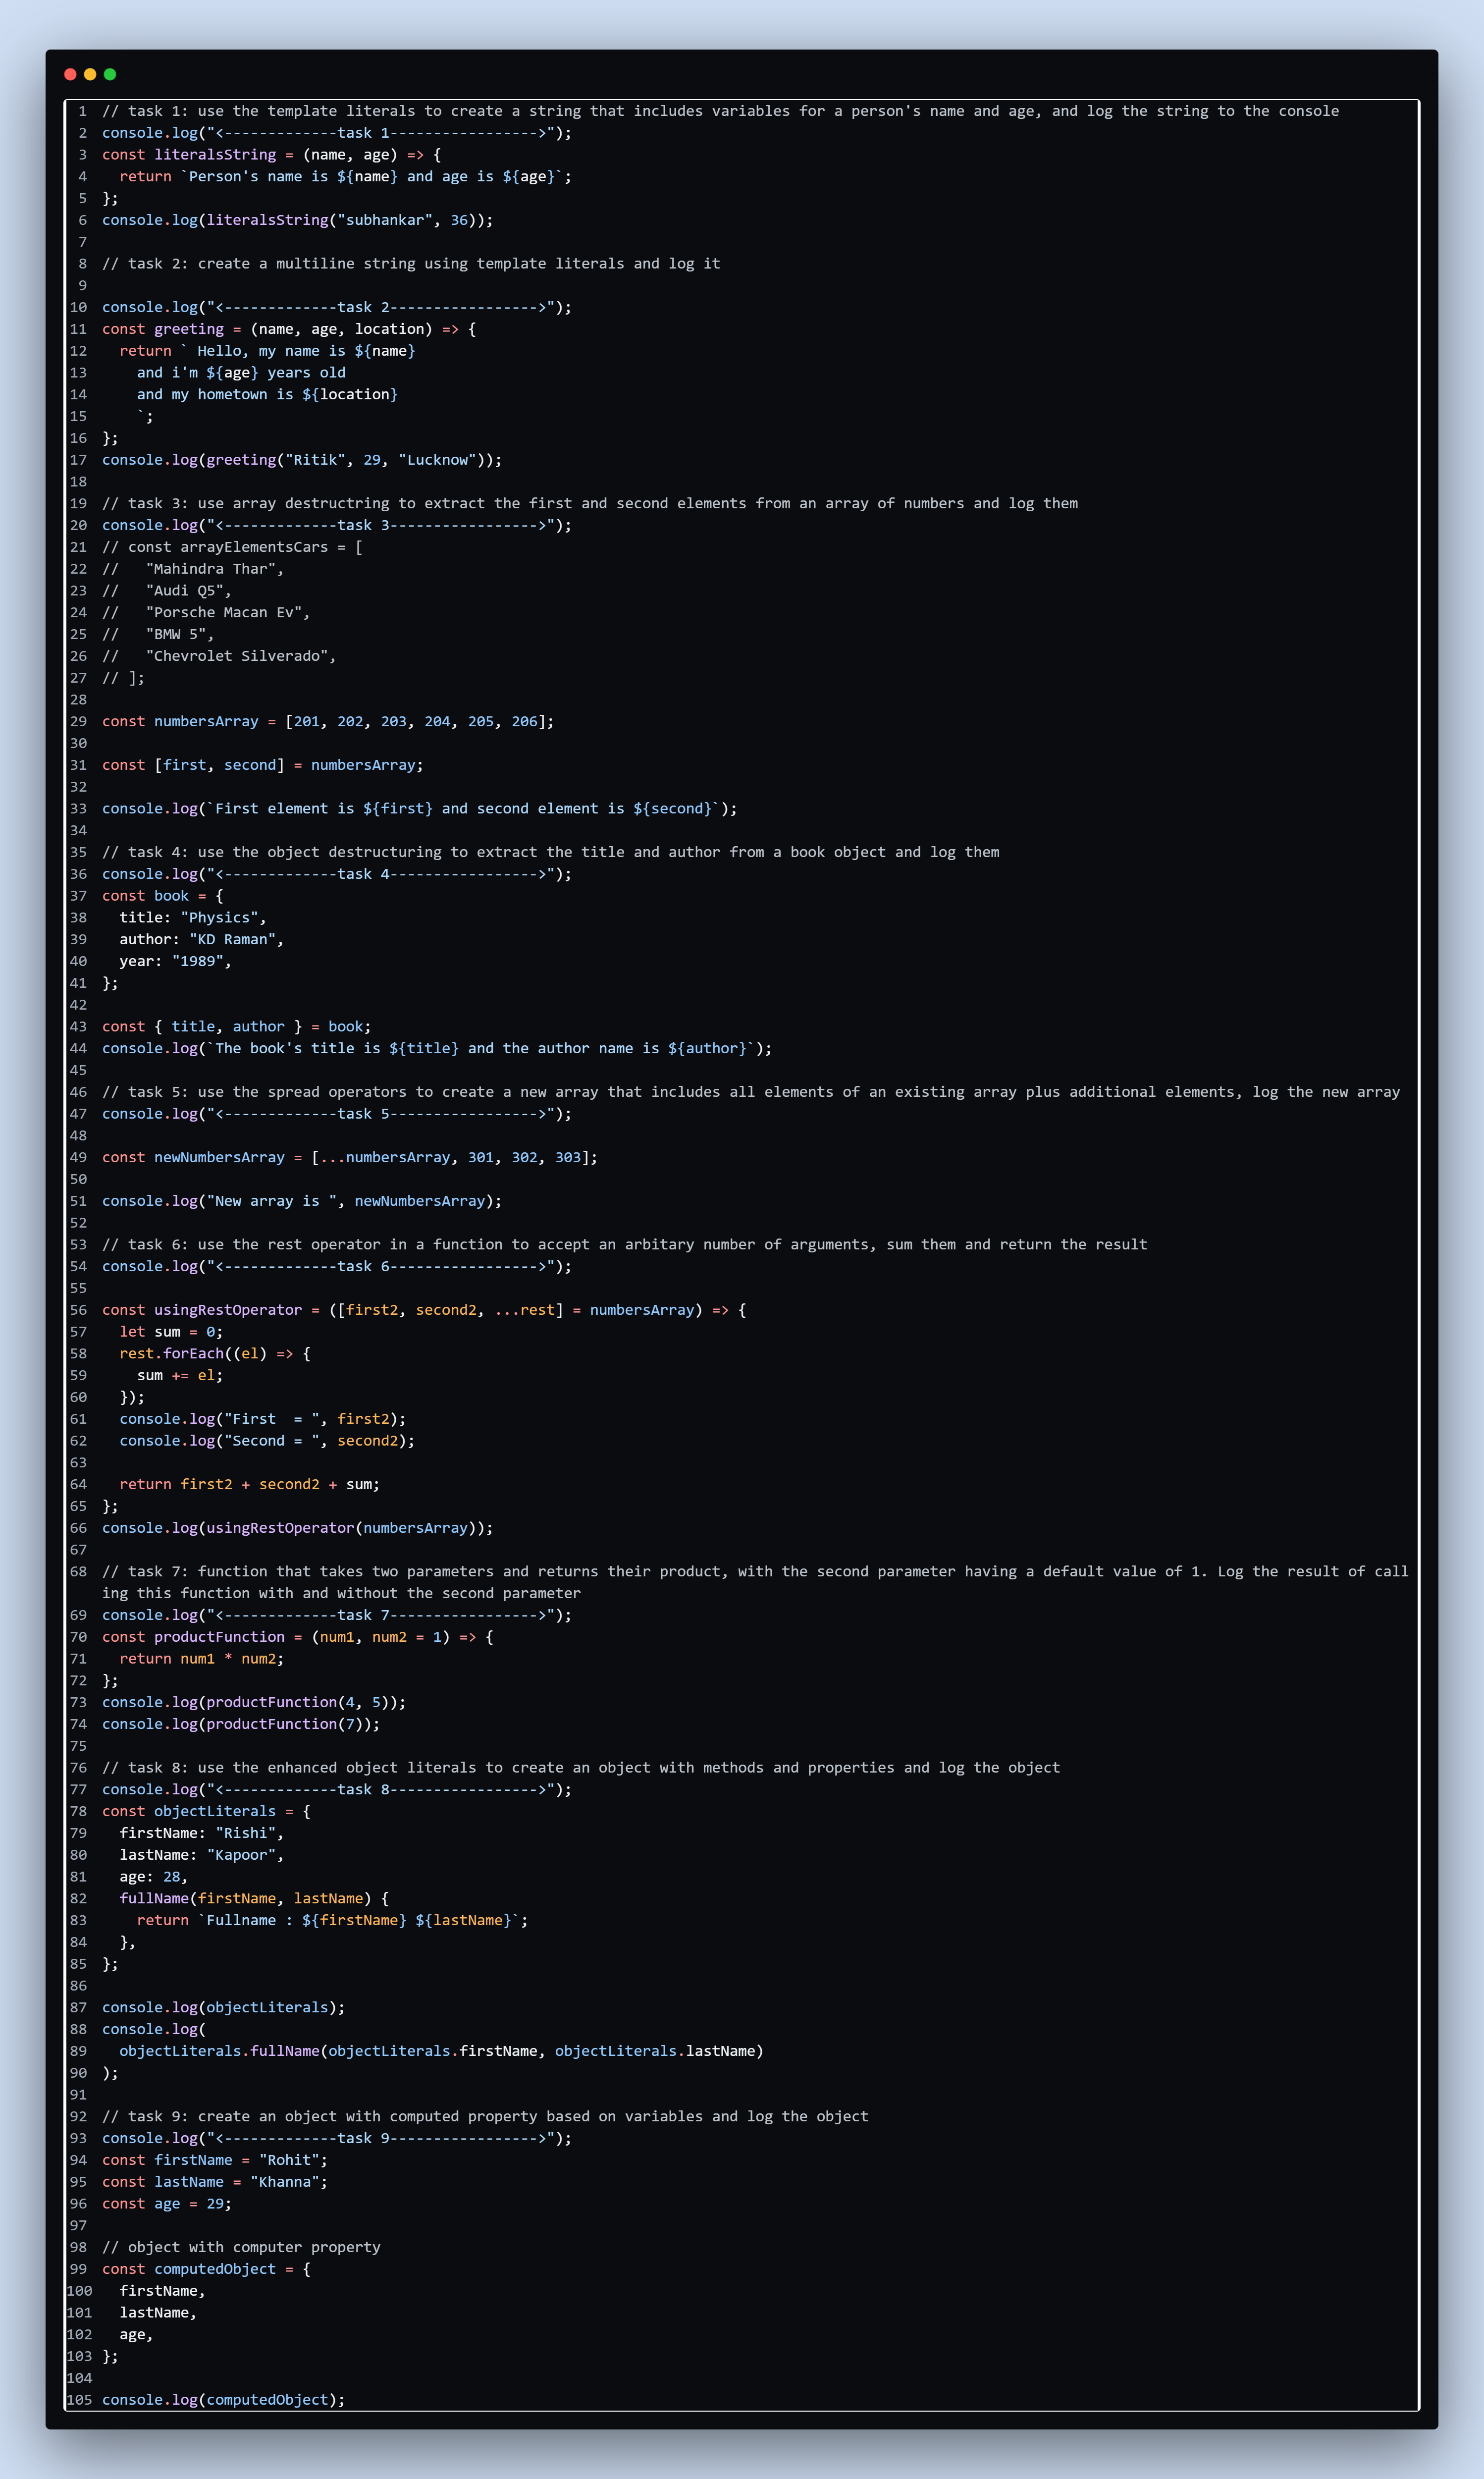 1 // task 1: use the template literals to create a string that includes variables for a person's name and age, and log the string to the console
2 console.log("<-------------task 1----------------->");
3 const literalsString = (name, age) => {
4   return `Person's name is ${name} and age is ${age}`;
5 };
6 console.log(literalsString("subhankar", 36));
7
8 // task 2: create a multiline string using template literals and log it
9
10 console.log("<-------------task 2----------------->");
11 const greeting = (name, age, location) => {
12   return ` Hello, my name is ${name}
13     and i'm ${age} years old
14     and my hometown is ${location}
15     `;
16 };
17 console.log(greeting("Ritik", 29, "Lucknow"));
18
19 // task 3: use array destructring to extract the first and second elements from an array of numbers and log them
20 console.log("<-------------task 3----------------->");
21 // const arrayElementsCars = [
22 //   "Mahindra Thar",
23 //   "Audi Q5",
24 //   "Porsche Macan Ev",
25 //   "BMW 5",
26 //   "Chevrolet Silverado",
27 // ];
28
29 const numbersArray = [201, 202, 203, 204, 205, 206];
30
31 const [first, second] = numbersArray;
32
33 console.log(`First element is ${first} and second element is ${second}`);
34
35 // task 4: use the object destructuring to extract the title and author from a book object and log them
36 console.log("<-------------task 4----------------->");
37 const book = {
38   title: "Physics",
39   author: "KD Raman",
40   year: "1989",
41 };
42
43 const { title, author } = book;
44 console.log(`The book's title is ${title} and the author name is ${author}`);
45
46 // task 5: use the spread operators to create a new array that includes all elements of an existing array plus additional elements, log the new array
47 console.log("<-------------task 5----------------->");
48
49 const newNumbersArray = [...numbersArray, 301, 302, 303];
50
51 console.log("New array is ", newNumbersArray);
52
53 // task 6: use the rest operator in a function to accept an arbitary number of arguments, sum them and return the result
54 console.log("<-------------task 6----------------->");
55
56 const usingRestOperator = ([first2, second2, ...rest] = numbersArray) => {
57   let sum = 0;
58   rest.forEach((el) => {
59     sum += el;
60   });
61   console.log("First  = ", first2);
62   console.log("Second = ", second2);
63
64   return first2 + second2 + sum;
65 };
66 console.log(usingRestOperator(numbersArray));
67
68 // task 7: function that takes two parameters and returns their product, with the second parameter having a default value of 1. Log the result of call
ing this function with and without the second parameter
69 console.log("<-------------task 7----------------->");
70 const productFunction = (num1, num2 = 1) => {
71   return num1 * num2;
72 };
73 console.log(productFunction(4, 5));
74 console.log(productFunction(7));
75
76 // task 8: use the enhanced object literals to create an object with methods and properties and log the object
77 console.log("<-------------task 8----------------->");
78 const objectLiterals = {
79   firstName: "Rishi",
80   lastName: "Kapoor",
81   age: 28,
82   fullName(firstName, lastName) {
83     return `Fullname : ${firstName} ${lastName}`;
84   },
85 };
86
87 console.log(objectLiterals);
88 console.log(
89   objectLiterals.fullName(objectLiterals.firstName, objectLiterals.lastName)
90 );
91
92 // task 9: create an object with computed property based on variables and log the object
93 console.log("<-------------task 9----------------->");
94 const firstName = "Rohit";
95 const lastName = "Khanna";
96 const age = 29;
97
98 // object with computer property
99 const computedObject = {
100   firstName,
101   lastName,
102   age,
103 };
104
105 console.log(computedObject);